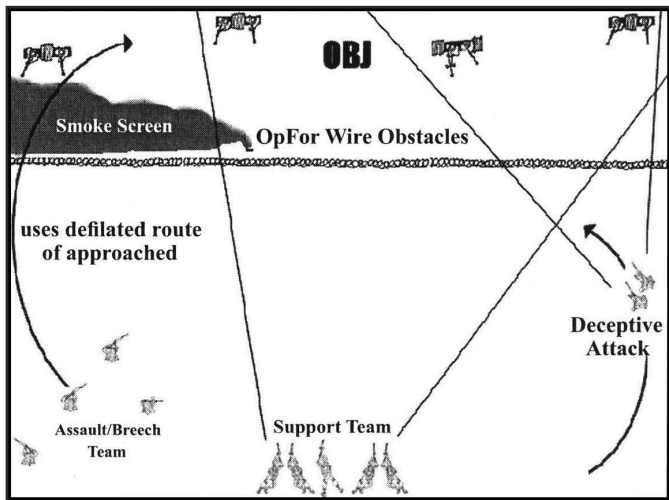 OBJ
Smoke Screen
OpFor Wire Obstacles
uses defilated route
of approached
Deceptive
Attack
Assault/Breech
Team
Support Team